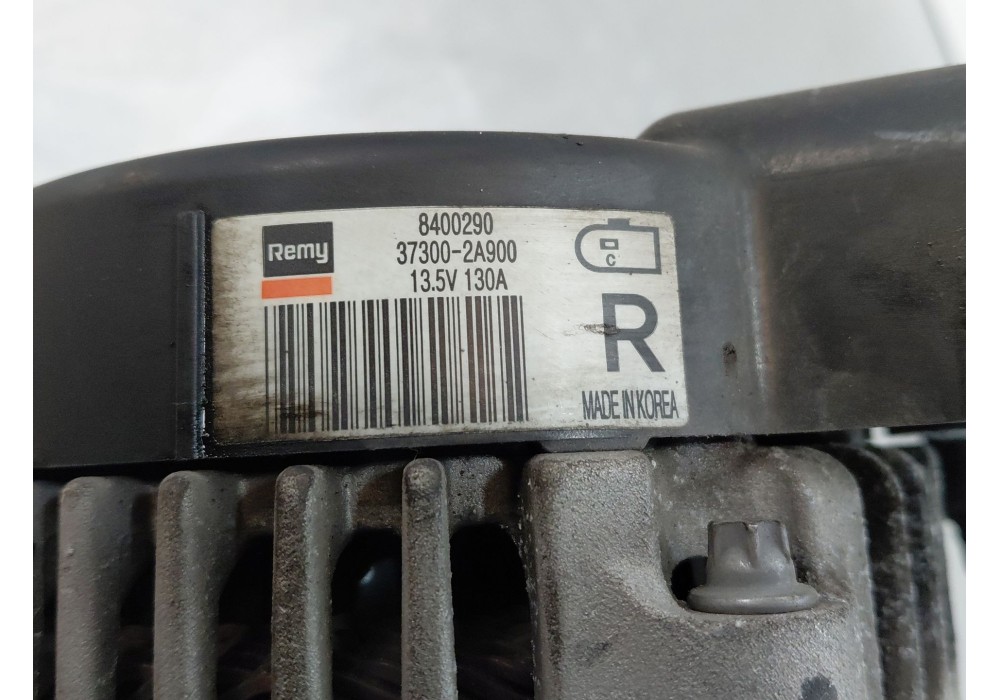 Remy
8400290
37300-2A900
13.5V 130A
C
R
MADE IN KOREA